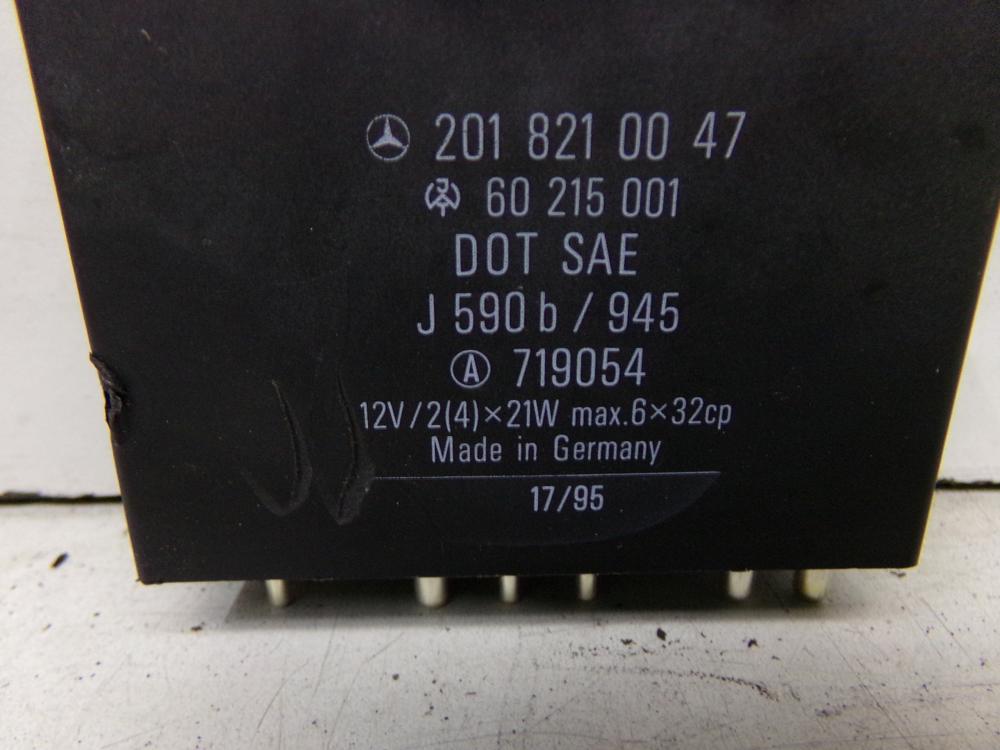 201 821 00 47
60 215 001
DOT SAE
J 590 b / 945
A 719054
12V/2(4)×21W max.6×32cp
Made in Germany
17/95